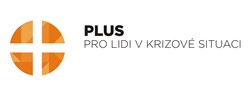 PLUS
PRO LIDI V KRIZOVÉ SITUACI